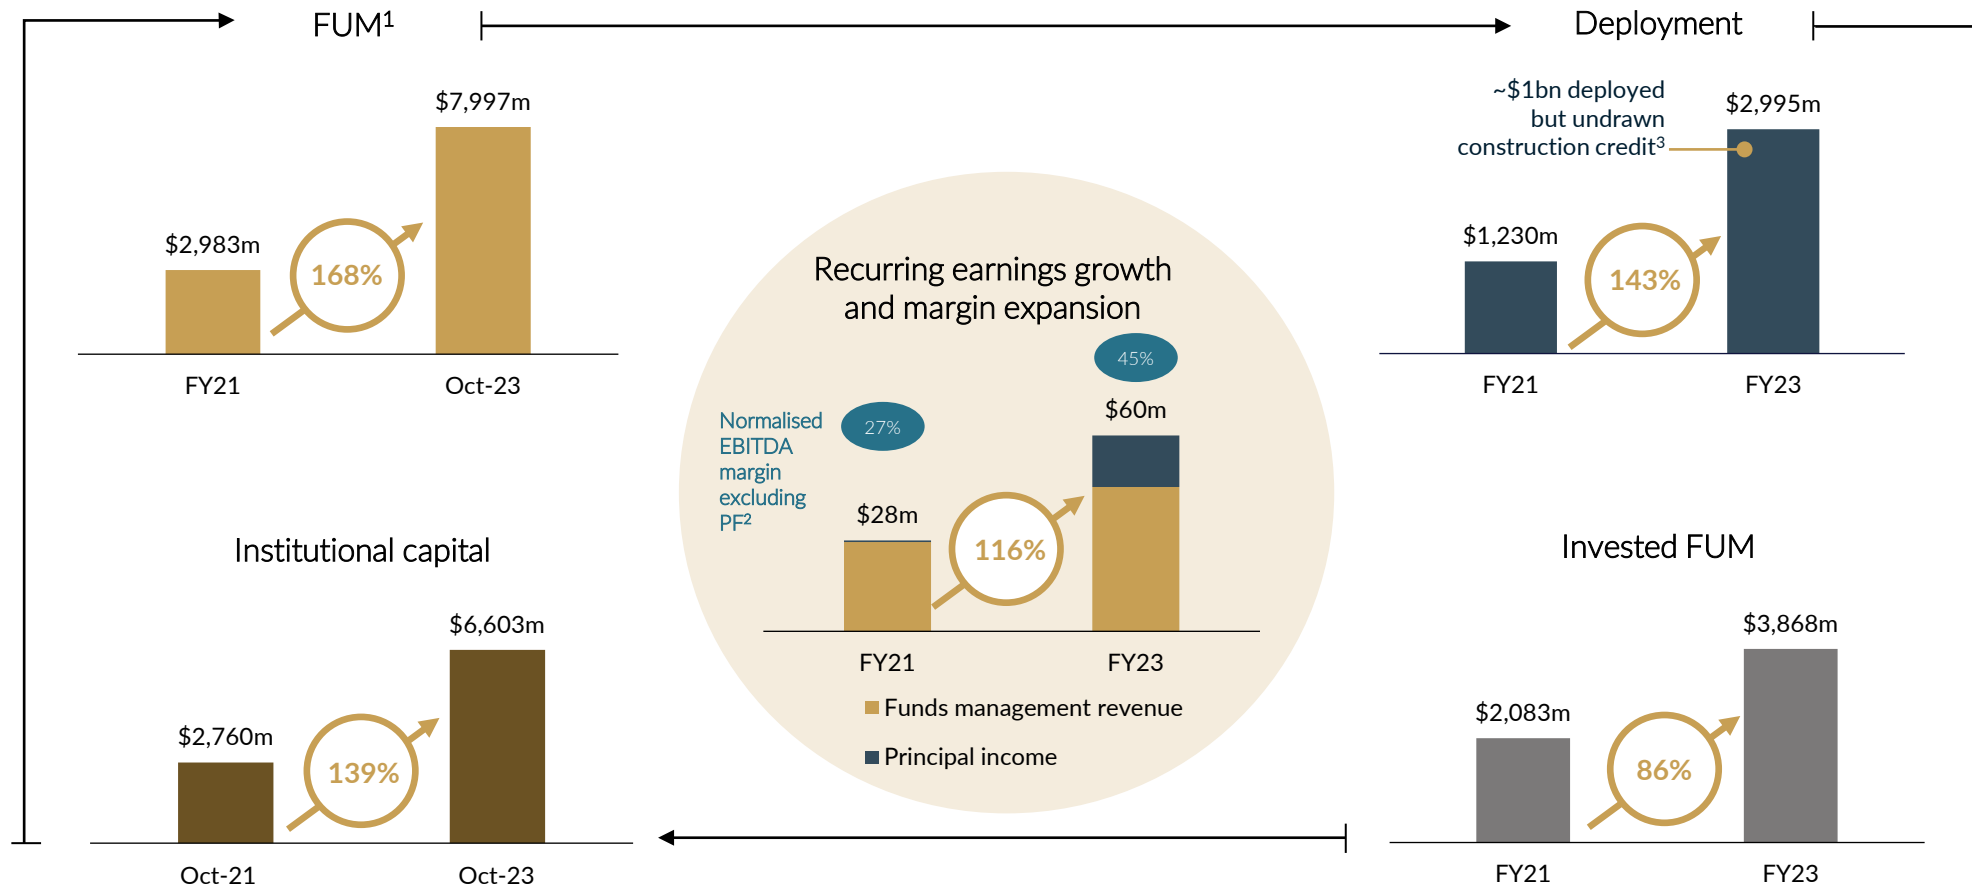 FUM¹
$7,997m
$2,983m
168%
FY21
Oct-23
Deployment
~$1bn deployed
but undrawn
construction credit³
$2,995m
$1,230m
143%
FY21
FY23
Recurring earnings growth
and margin expansion
45%
27%
Normalised
EBITDA
margin
excluding
PF²
$60m
$28m
116%
FY21
FY23
Funds management revenue
Principal income
Institutional capital
$6,603m
$2,760m
139%
Oct-21
Oct-23
Invested FUM
$3,868m
$2,083m
86%
FY21
FY23